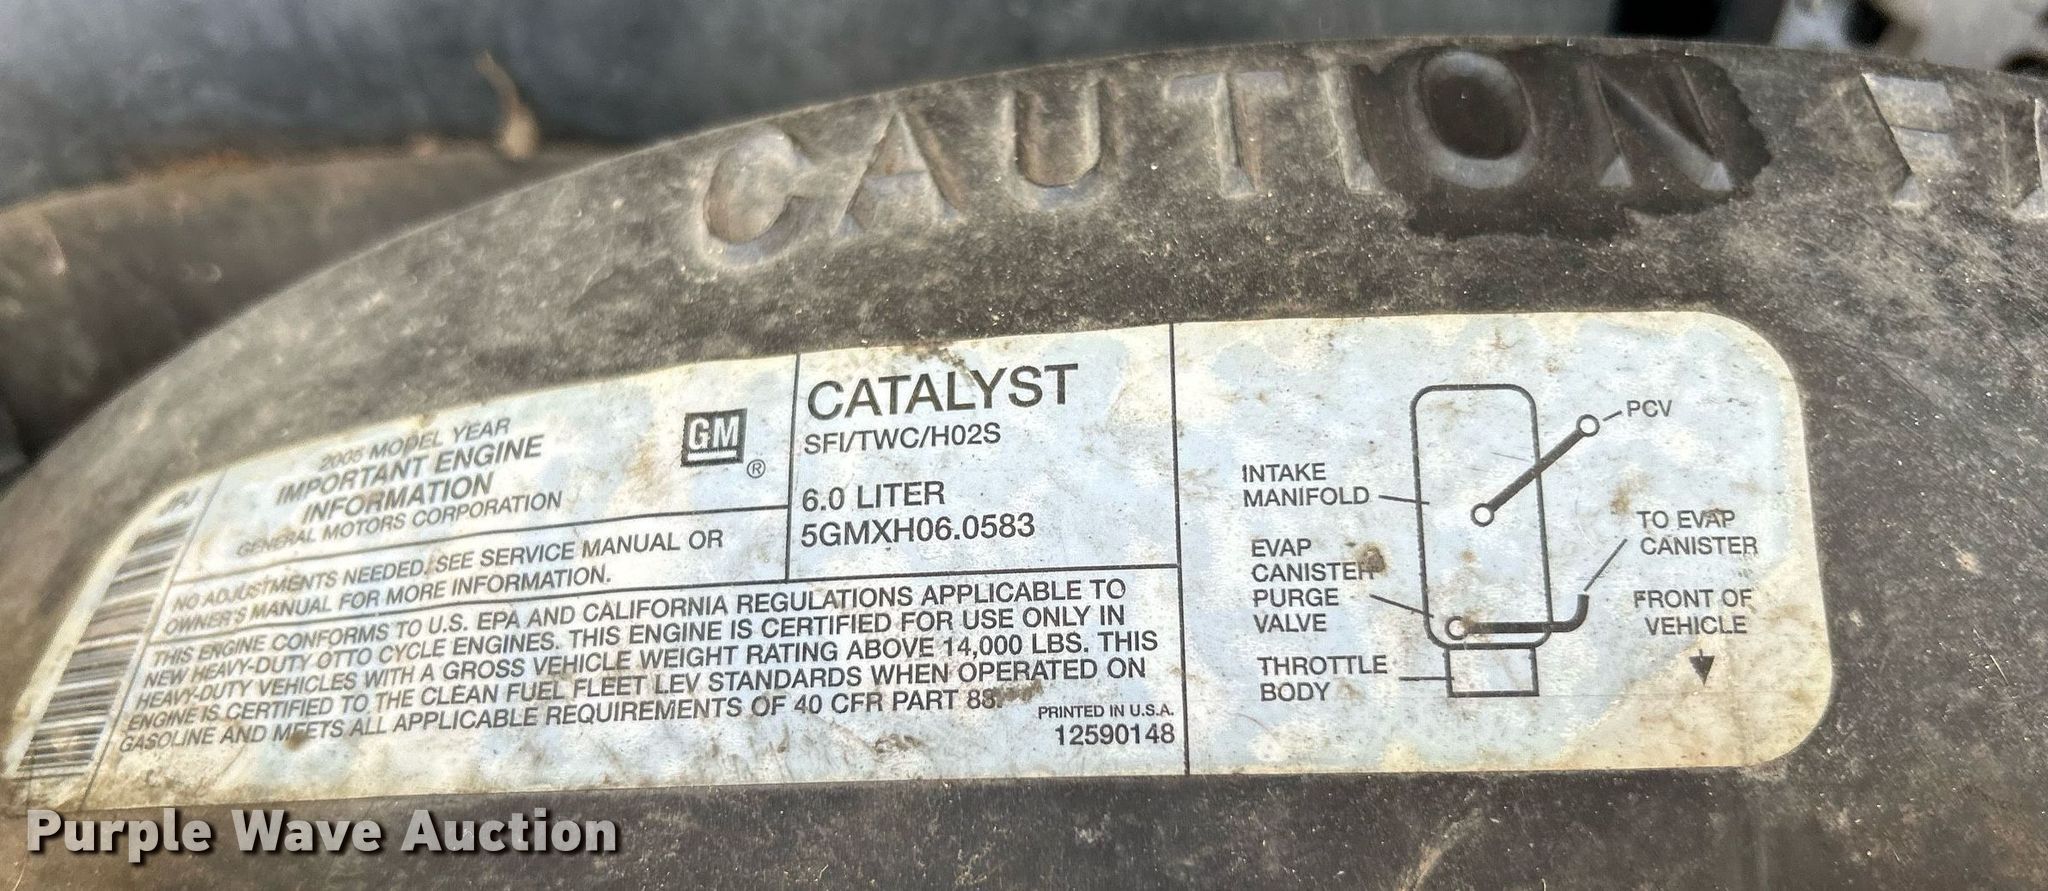 CAUTION
JPJ
2005 MODEL YEAR
IMPORTANT ENGINE
INFORMATION
GENERAL MOTORS CORPORATION
GM
®
NO ADJUSTMENTS NEEDED, SEE SERVICE MANUAL OR
OWNER'S MANUAL FOR MORE INFORMATION.
CATALYST
SFI/TWC/H02S
6.0 LITER
5GMXH06.0583
THIS ENGINE CONFORMS TO U.S. EPA AND CALIFORNIA REGULATIONS APPLICABLE TO
NEW HEAVY-DUTY OTTO CYCLE ENGINES. THIS ENGINE IS CERTIFIED FOR USE ONLY IN
HEAVY-DUTY VEHICLES WITH A GROSS VEHICLE WEIGHT RATING ABOVE 14,000 LBS. THIS
ENGINE IS CERTIFIED TO THE CLEAN FUEL FLEET LEV STANDARDS WHEN OPERATED ON
GASOLINE AND MEETS ALL APPLICABLE REQUIREMENTS OF 40 CFR PART 88.
PRINTED IN U.S.A.
12590148
PCV
INTAKE
MANIFOLD
TO EVAP
CANISTER
EVAP
CANISTER
PURGE
VALVE
FRONT OF
VEHICLE
THROTTLE
BODY
Purple Wave Auction